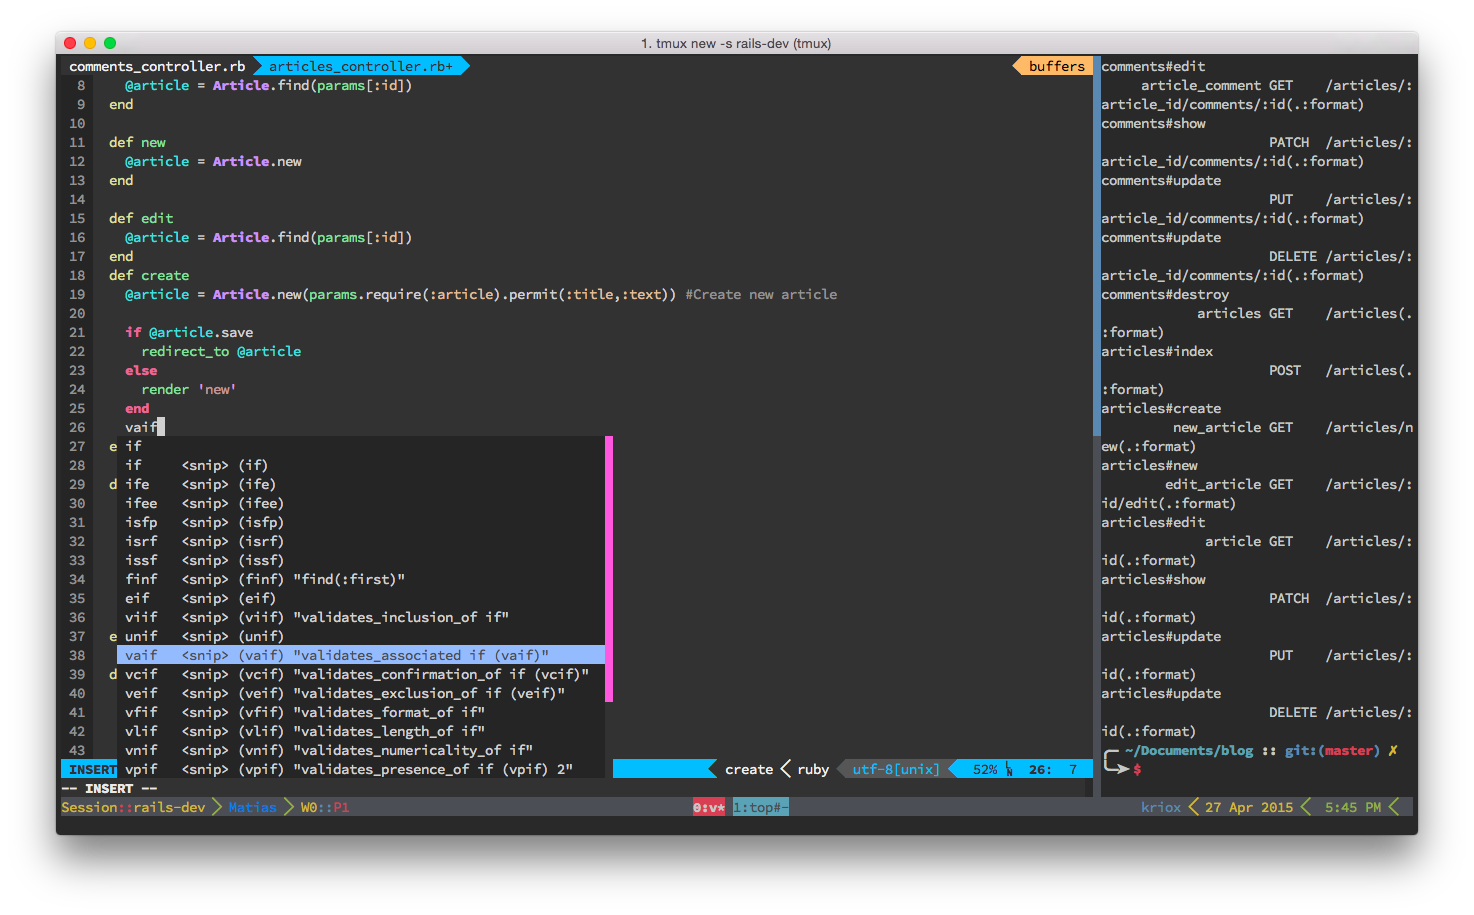 1. tmux new -s rails-dev (tmux)
comments_controller.rb articles_controller.rb+ buffers
8 @article = Article.find(params[:id])
9 end
10
11 def new
12 @article = Article.new
13 end
14
15 def edit
16 @article = Article.find(params[:id])
17 end
18 def create
19 @article = Article.new(params.require(:article).permit(:title,:text)) #Create new article
20
21 if @article.save
22 redirect_to @article
23 else
24 render 'new'
25 end
26 vaif
27 e if
28 if <snip> (if)
29 d ife <snip> (ife)
30 ifee <snip> (ifee)
31 isfp <snip> (isfp)
32 isrf <snip> (isrf)
33 issf <snip> (issf)
34 finf <snip> (finf) "find(:first)"
35 eif <snip> (eif)
36 viif <snip> (viif) "validates_inclusion_of if"
37 e unif <snip> (unif)
38 vaif <snip> (vaif) "validates_associated if (vaif)"
39 d vcif <snip> (vcif) "validates_confirmation_of if (vcif)"
40 veif <snip> (veif) "validates_exclusion_of if (veif)"
41 vfif <snip> (vfif) "validates_format_of if"
42 vlif <snip> (vlif) "validates_length_of if"
43 vnif <snip> (vnif) "validates_numericality_of if"
INSERT vpif <snip> (vpif) "validates_presence_of if (vpif) 2" create ruby utf-8[unix] 52% 26: 7
-- INSERT --
comments#edit
article_comment GET /articles/:
article_id/comments/:id(.:format)
comments#show
PATCH /articles/:
article_id/comments/:id(.:format)
comments#update
PUT /articles/:
article_id/comments/:id(.:format)
comments#update
DELETE /articles/:
article_id/comments/:id(.:format)
comments#destroy
articles GET /articles(.
:format)
articles#index
POST /articles(.
:format)
articles#create
new_article GET /articles/n
ew(.:format)
articles#new
edit_article GET /articles/:
id/edit(.:format)
articles#edit
article GET /articles/:
id(.:format)
articles#show
PATCH /articles/:
id(.:format)
articles#update
PUT /articles/:
id(.:format)
articles#update
DELETE /articles/:
id(.:format)
~/Documents/blog :: git:(master) ✗
$
Session::rails-dev Matias W0::P1 0:v* 1:top#- kriox 27 Apr 2015 5:45 PM